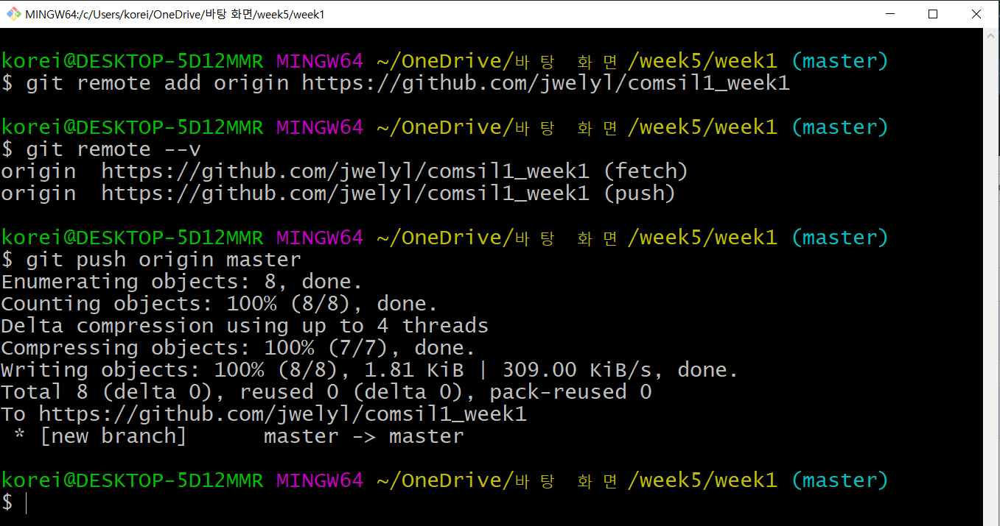 MINGW64:/c/Users/korei/OneDrive/바탕 화면/week5/week1
korei@DESKTOP-5D12MMR MINGW64 ~/OneDrive/바탕 화면/week5/week1 (master)
$ git remote add origin https://github.com/jwelyl/comsil1_week1
korei@DESKTOP-5D12MMR MINGW64 ~/OneDrive/바탕 화면/week5/week1 (master)
$ git remote --v
origin  https://github.com/jwelyl/comsil1_week1 (fetch)
origin  https://github.com/jwelyl/comsil1_week1 (push)
korei@DESKTOP-5D12MMR MINGW64 ~/OneDrive/바탕 화면/week5/week1 (master)
$ git push origin master
Enumerating objects: 8, done.
Counting objects: 100% (8/8), done.
Delta compression using up to 4 threads
Compressing objects: 100% (7/7), done.
Writing objects: 100% (8/8), 1.81 KiB | 309.00 KiB/s, done.
Total 8 (delta 0), reused 0 (delta 0), pack-reused 0
To https://github.com/jwelyl/comsil1_week1
 * [new branch]      master -> master
korei@DESKTOP-5D12MMR MINGW64 ~/OneDrive/바탕 화면/week5/week1 (master)
$